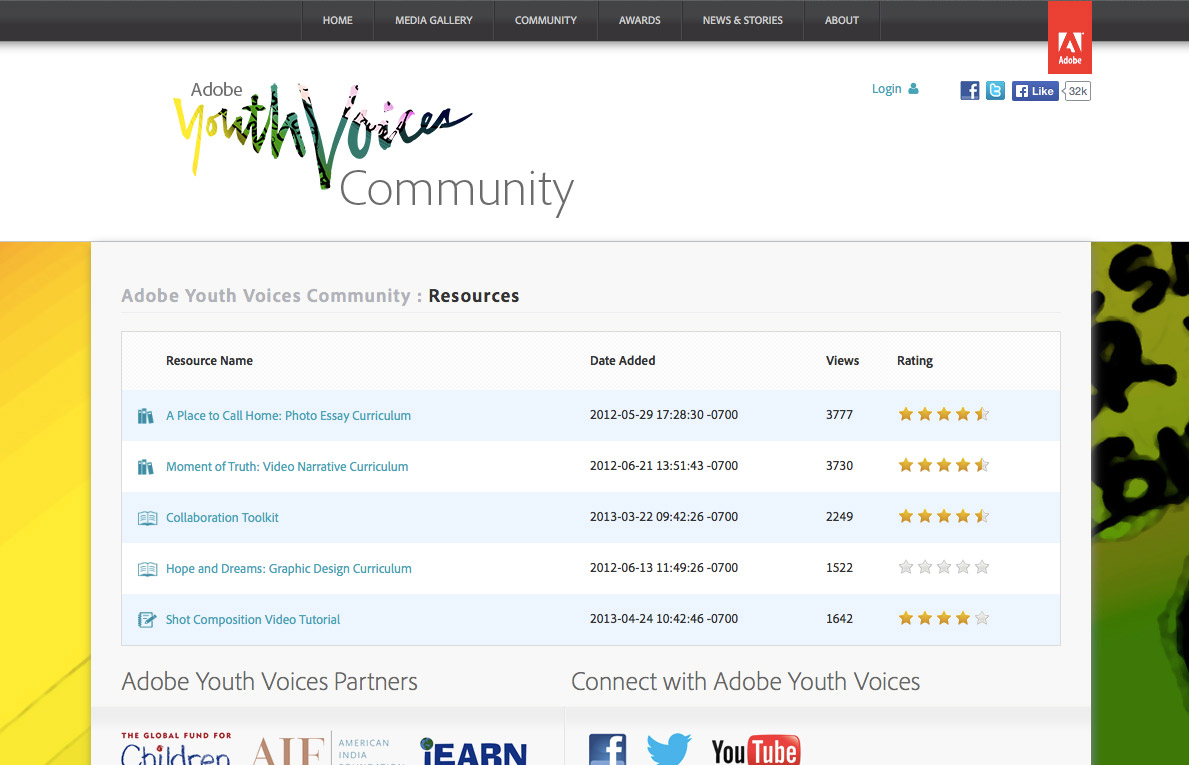 HOME MEDIA GALLERY COMMUNITY AWARDS NEWS & STORIES ABOUT
Adobe
Login
Like 32k
Adobe
Youth Voices
Community
Adobe Youth Voices Community : Resources
Resource Name Date Added Views Rating
A Place to Call Home: Photo Essay Curriculum 2012-05-29 17:28:30 -0700 3777
Moment of Truth: Video Narrative Curriculum 2012-06-21 13:51:43 -0700 3730
Collaboration Toolkit 2013-03-22 09:42:26 -0700 2249
Hope and Dreams: Graphic Design Curriculum 2012-06-13 11:49:26 -0700 1522
Shot Composition Video Tutorial 2013-04-24 10:42:46 -0700 1642
Adobe Youth Voices Partners Connect with Adobe Youth Voices
THE GLOBAL FUND FOR
Children
AIF
AMERICAN
INDIA
iEARN
YouTube